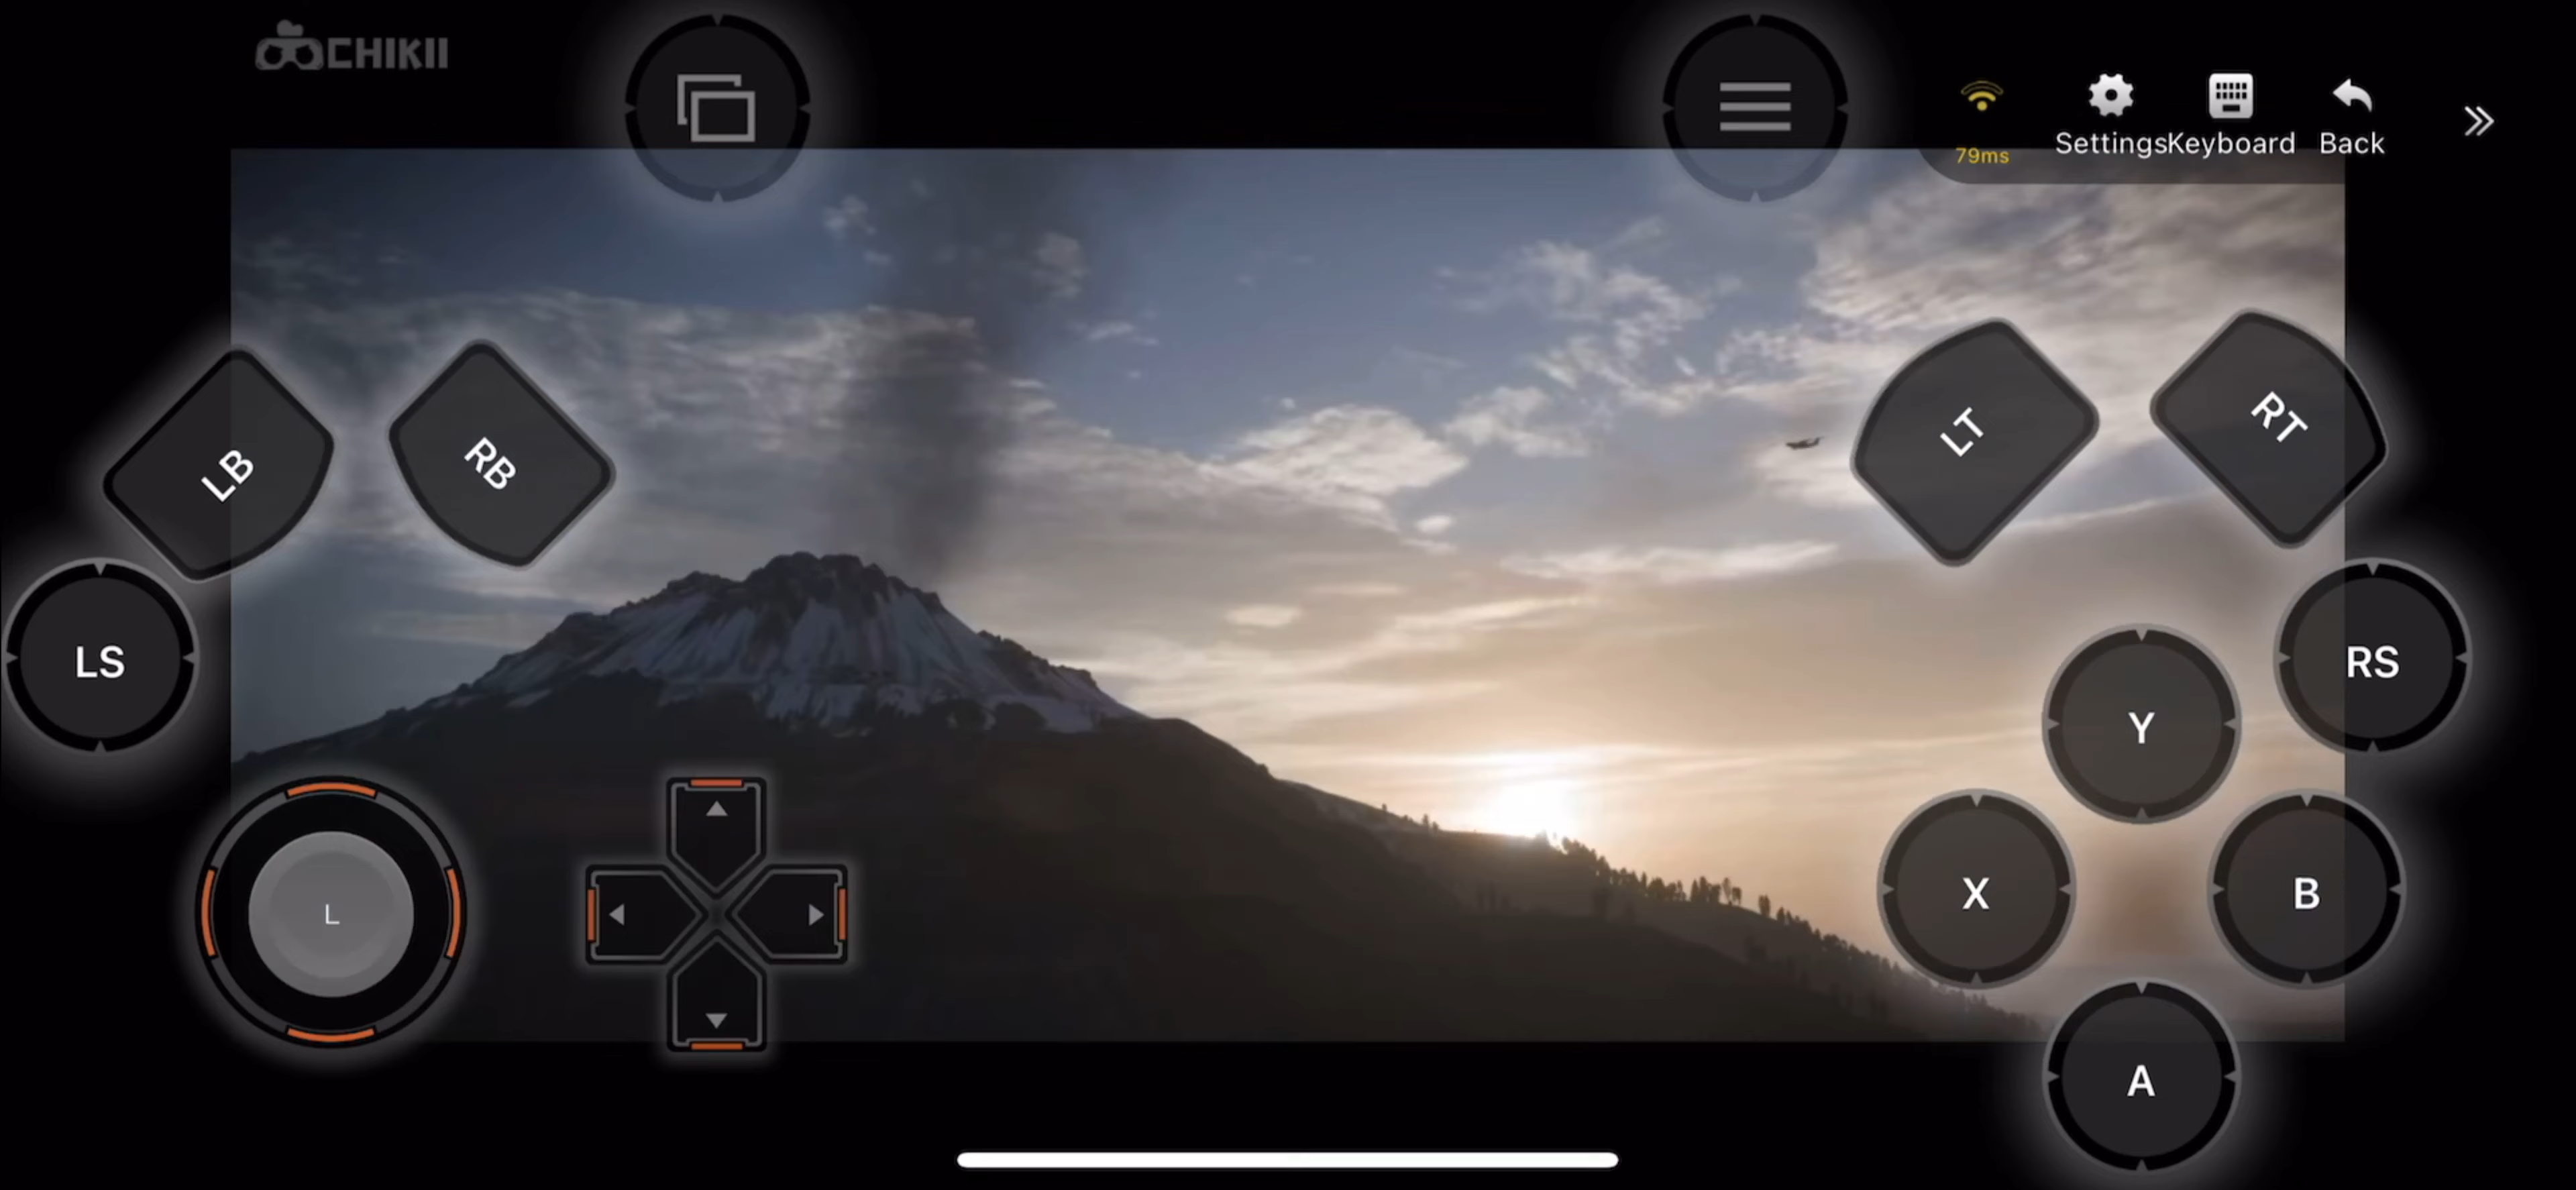 CHIKII
79ms
Settings
Keyboard
Back
LB
RB
LT
RT
LS
RS
Y
X
B
L
A